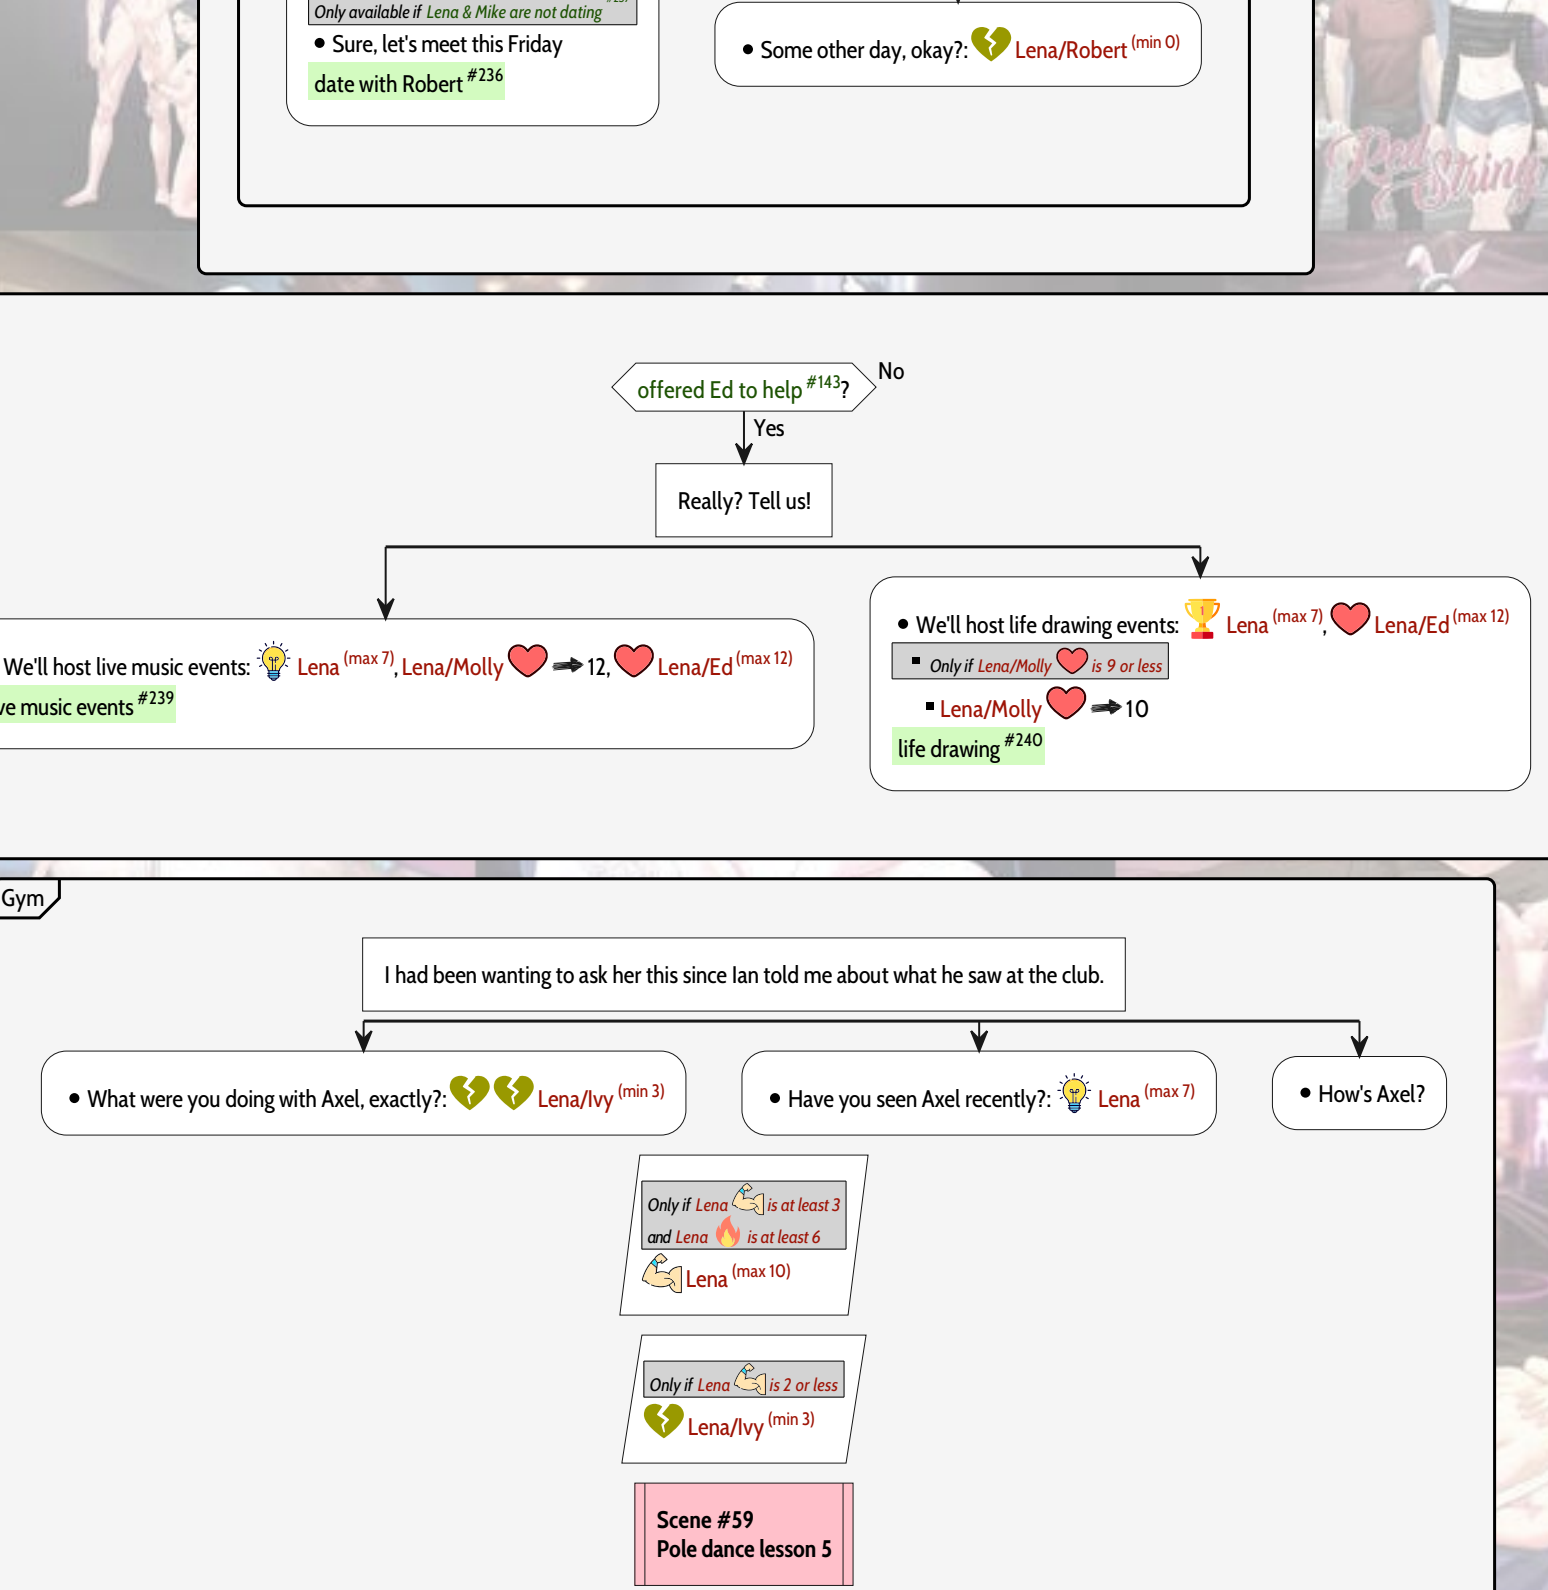 Only available if Lena & Mike are not dating #237
• Sure, let's meet this Friday
date with Robert #236
• Some other day, okay?: Lena/Robert (min 0)
Red
String
offered Ed to help #143?
No
Yes
Really? Tell us!
We'll host live music events: Lena (max 7), Lena/Molly 12, Lena/Ed (max 12)
ve music events #239
• We'll host life drawing events: 1 Lena (max 7), Lena/Ed (max 12)
▪ Only if Lena/Molly is 9 or less
▪ Lena/Molly 10
life drawing #240
Gym
I had been wanting to ask her this since Ian told me about what he saw at the club.
• What were you doing with Axel, exactly?: Lena/Ivy (min 3)
• Have you seen Axel recently?: Lena (max 7)
• How's Axel?
Only if Lena is at least 3
and Lena is at least 6
Lena (max 10)
Only if Lena is 2 or less
Lena/Ivy (min 3)
Scene #59
Pole dance lesson 5